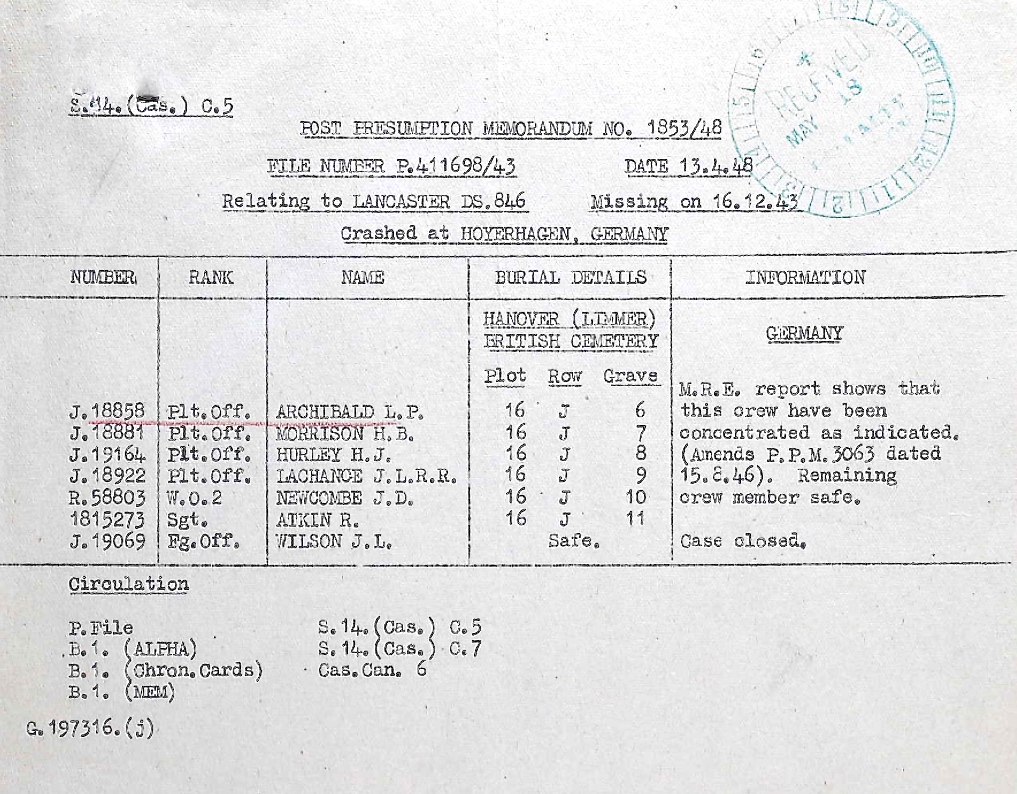 S.14.(Cas.) C.5
POST PRESUMPTION MEMORANDUM NO. 1853/48
FILE NUMBER P.411698/43 DATE 13.4.48
Relating to LANCASTER DS.846 Missing on 16.12.43
Crashed at HOYERHAGEN, GERMANY
RECEIVED
MAY 18
NUMBER RANK NAME BURIAL DETAILS INFORMATION
HANOVER (LIMMER)
BRITISH CEMETERY
GERMANY
Plot Row Grave
M.R.E. report shows that
J.18858 Plt.Off. ARCHIBALD L.P. 16 J 6 this crew have been
J.18881 Plt.Off. MORRISON H.B. 16 J 7 concentrated as indicated.
J.19164 Plt.Off. HURLEY H.J. 16 J 8 (Amends P.P.M.3063 dated
J.18922 Plt.Off. LACHANCE J.L.R.R. 16 J 9 15.8.46). Remaining
R.58803 W.O.2 NEWCOMBE J.D. 16 J 10 crew member safe.
1815273 Sgt. ATKIN R. 16 J 11
J.19069 Fg.Off. WILSON J.L. Safe. Case closed.
Circulation
P.File S.14.(Cas.) C.5
B.1. (ALPHA) S.14.(Cas.) C.7
B.1. (Chron.Cards) Cas.Can. 6
B.1. (MEM)
G.197316.(j)